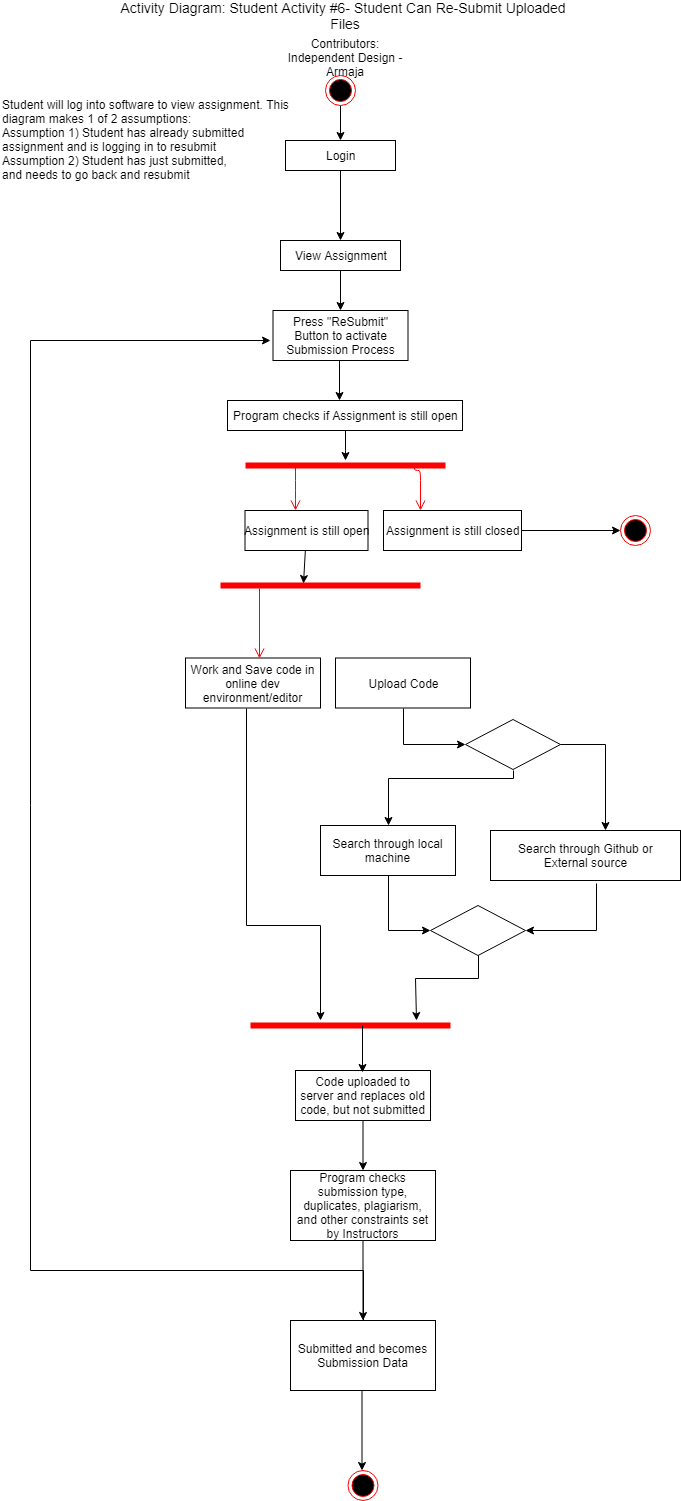 Activity Diagram: Student Activity #6- Student Can Re-Submit Uploaded
Files
Contributors:
Independent Design -
Armaja
Student will log into software to view assignment. This
diagram makes 1 of 2 assumptions:
Assumption 1) Student has already submitted
assignment and is logging in to resubmit
Assumption 2) Student has just submitted,
and needs to go back and resubmit
Login
View Assignment
Press "ReSubmit"
Button to activate
Submission Process
Program checks if Assignment is still open
Assignment is still open
Assignment is still closed
Work and Save code in
online dev
environment/editor
Upload Code
Search through local
machine
Search through Github or
External source
Code uploaded to
server and replaces old
code, but not submitted
Program checks
submission type,
duplicates, plagiarism,
and other constraints set
by Instructors
Submitted and becomes
Submission Data